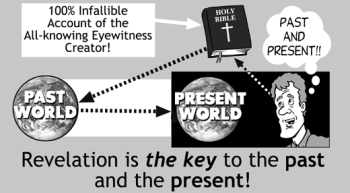 100% Infallible
Account of the
All-knowing Eyewitness
Creator!
HOLY
BIBLE
PAST
AND
PRESENT!!
PAST
WORLD
PRESENT
WORLD
Revelation is the key to the past
and the present!